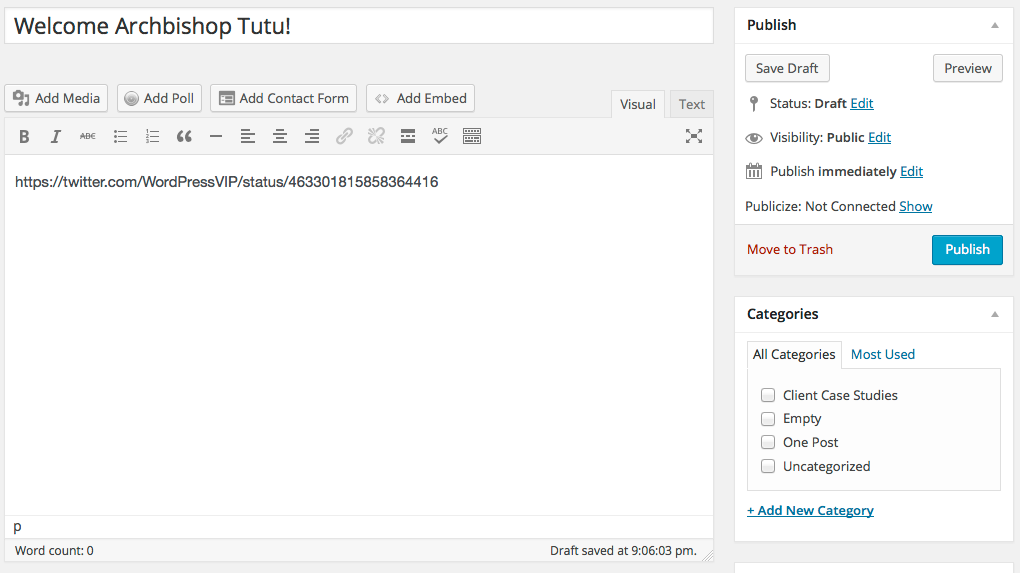 Welcome Archbishop Tutu!
Add Media Add Poll Add Contact Form Add Embed
Visual Text
B I ABC ABC
https://twitter.com/WordPressVIP/status/463301815858364416
p
Word count: 0 Draft saved at 9:06:03 pm.
Publish
Save Draft Preview
Status: Draft Edit
Visibility: Public Edit
Publish immediately Edit
Publicize: Not Connected Show
Move to Trash Publish
Categories
All Categories Most Used
Client Case Studies
Empty
One Post
Uncategorized
+ Add New Category